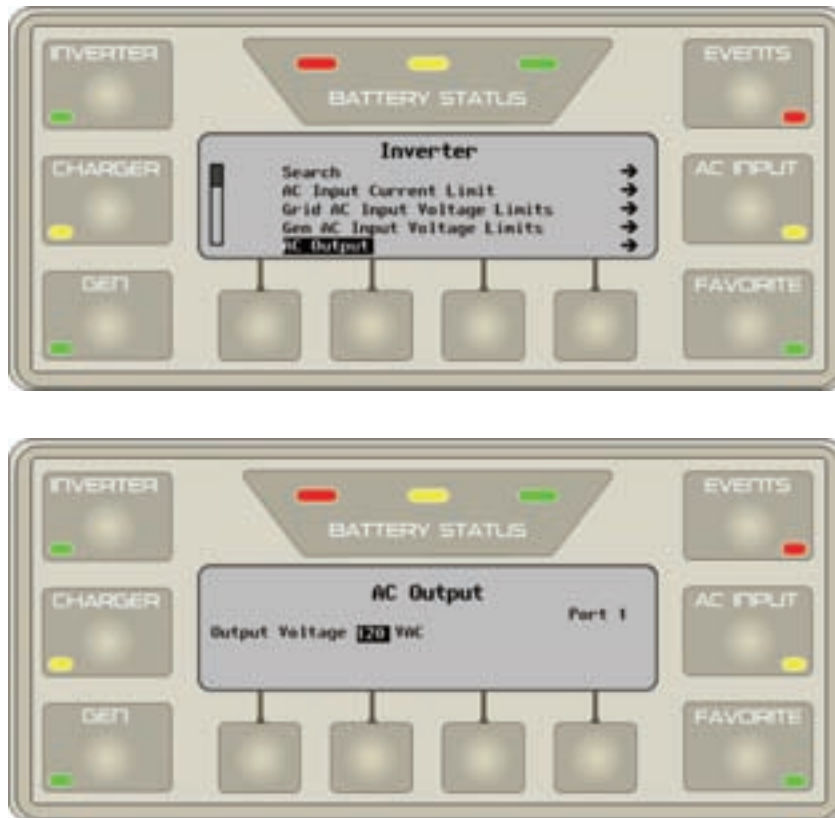 INVERTER
BATTERY STATUS
EVENTS
Inverter
Search
AC Input Current Limit
Grid AC Input Voltage Limits
Gen AC Input Voltage Limits
AC Output
CHARGER
AC INPUT
GEN
FAVORITE
INVERTER
BATTERY STATUS
EVENTS
AC Output
Port 1
Output Voltage 120 VAC
CHARGER
AC INPUT
GEN
FAVORITE